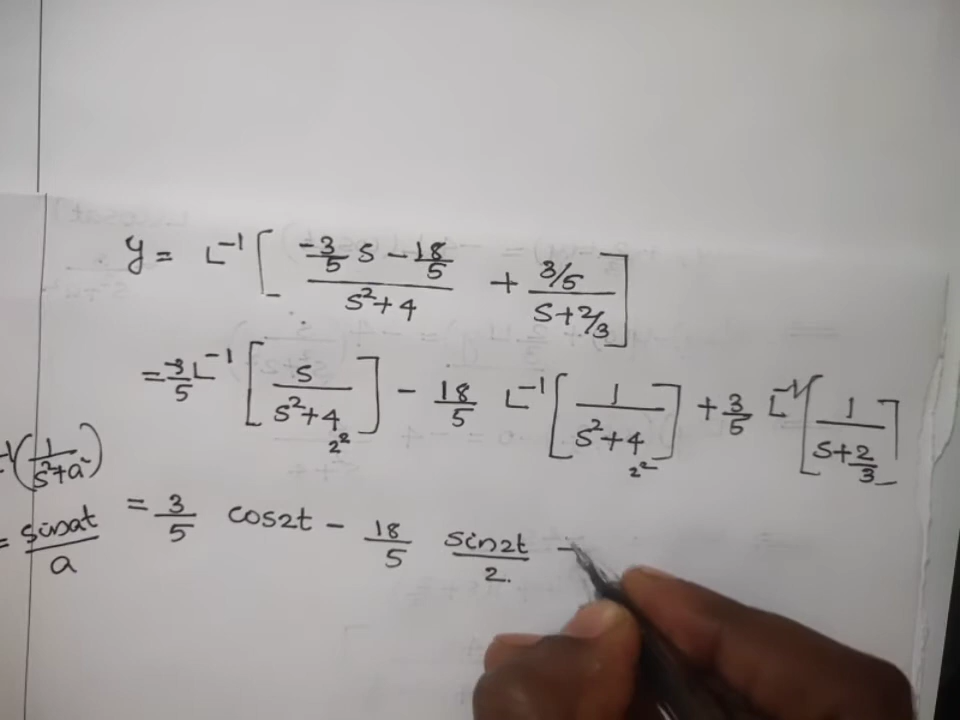 y = L⁻¹ [ (-3/5 s - 18/5)/(s²+4) + (3/5)/(s+2/3) ]
= -3/5 L⁻¹ [ s/(s²+4) ] - 18/5 L⁻¹ [ 1/(s²+4) ] + 3/5 L⁻¹ [ 1/(s+2/3) ]
2² 2²
⁻¹(1/(s²+a²))
= 3/5 cos2t - 18/5 sin2t/2.
= sinat/a